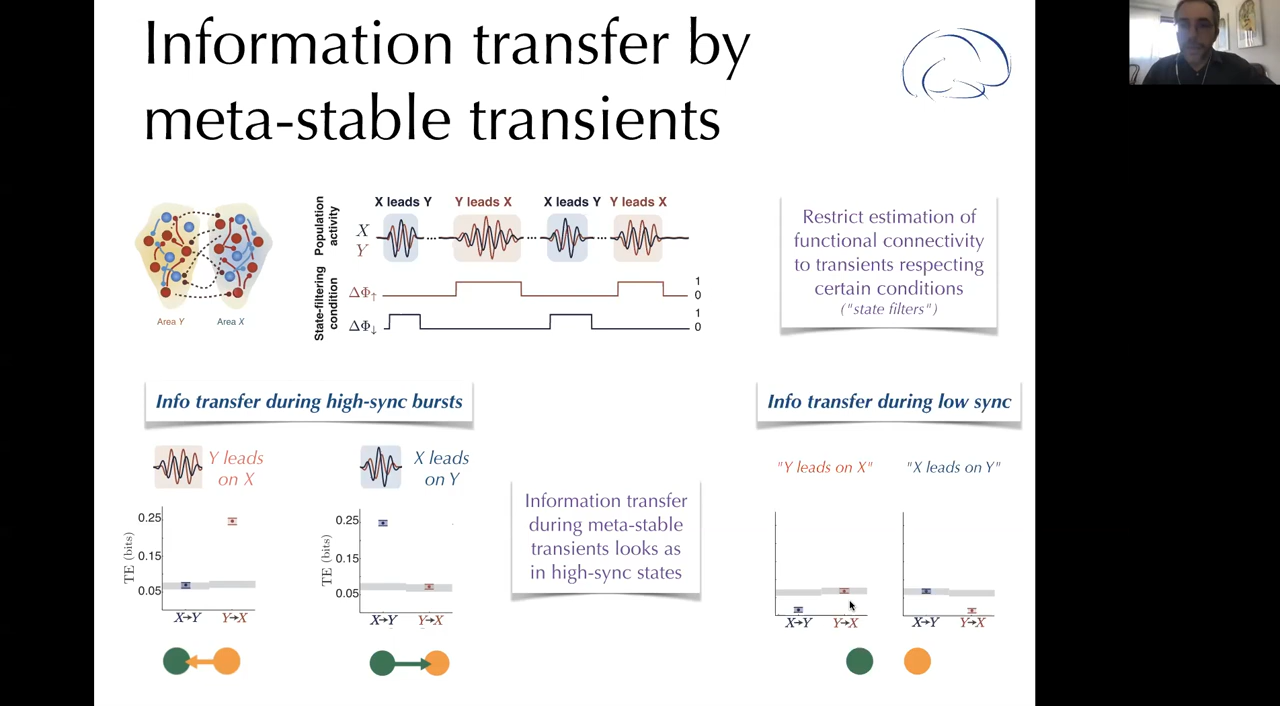 Information transfer by
meta-stable transients
Area Y
Area X
Population
activity
X leads Y
Y leads X
X leads Y
Y leads X
X
Y
...
...
...
State-filtering
condition
ΔΦ↑
1
0
ΔΦ↓
1
0
Restrict estimation of
functional connectivity
to transients respecting
certain conditions
("state filters")
Info transfer during high-sync bursts
Y leads
on X
TE (bits)
0.25
0.15
0.05
X→Y
Y→X
X leads
on Y
TE (bits)
0.25
0.15
0.05
X→Y
Y→X
Information transfer
during meta-stable
transients looks as
in high-sync states
Info transfer during low sync
"Y leads on X"
"X leads on Y"
X→Y
Y→X
X→Y
Y→X